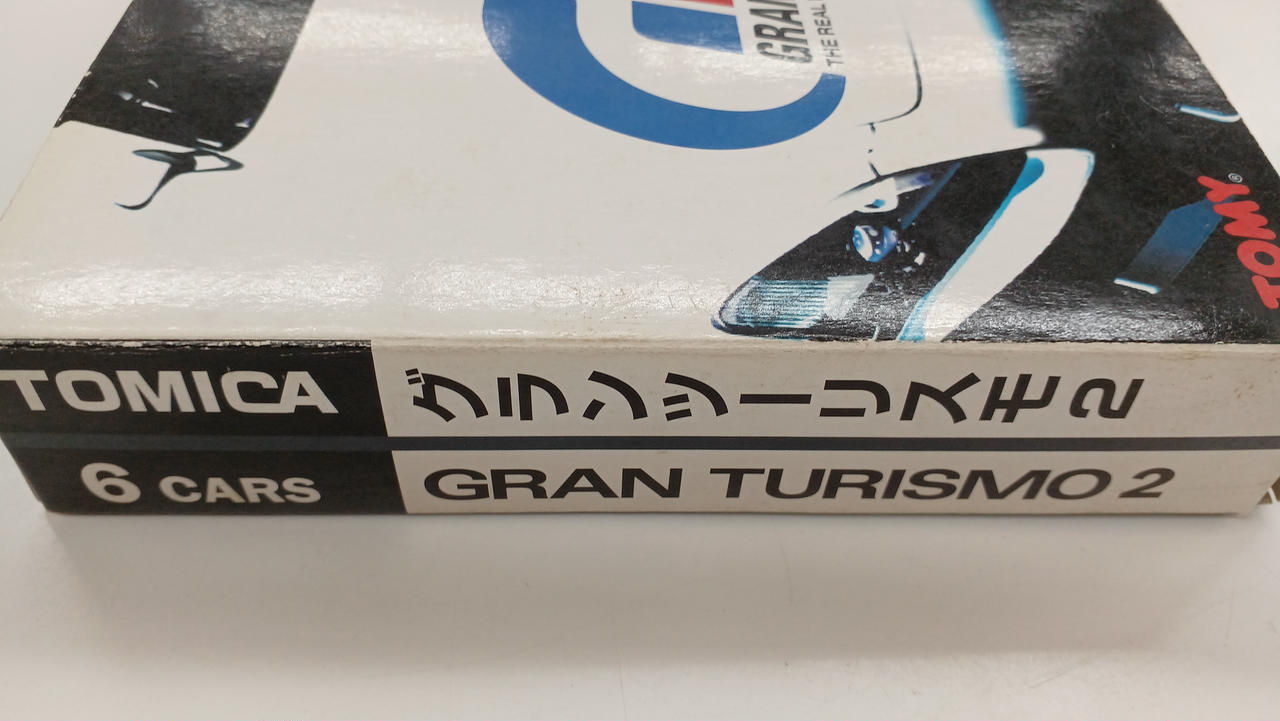 GRAN
THE REAL
TOMY®
TOMICA
グランツーリスモ2
6 CARS
GRAN TURISMO 2